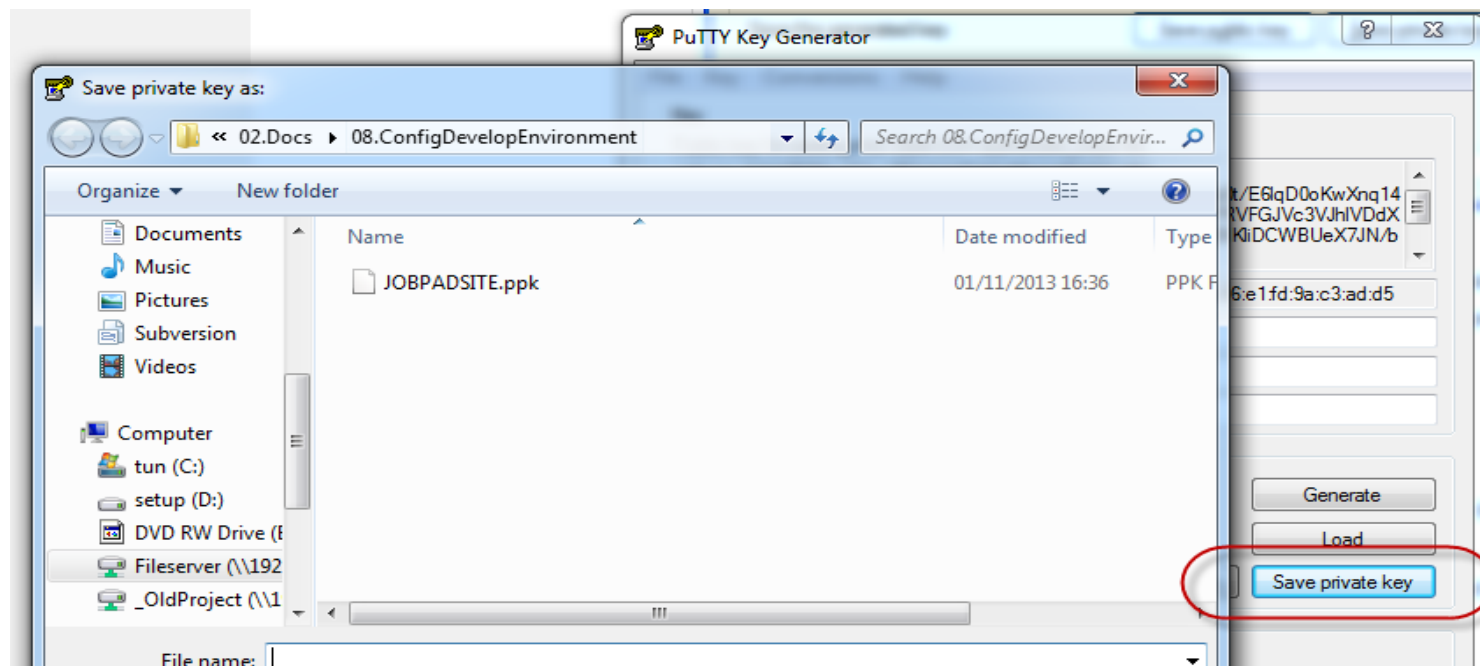 PuTTY Key Generator
Save private key as:
« 02.Docs ▸ 08.ConfigDevelopEnvironment
Search 08.ConfigDevelopEnvir...
Organize
New folder
Documents
Music
Pictures
Subversion
Videos
Computer
tun (C:)
setup (D:)
DVD RW Drive (E
Fileserver (\\192
_OldProject (\\1
Name
Date modified
Type
JOBPADSITE.ppk
01/11/2013 16:36
PPK F
File name:
t/E6lqD0oKwXnq14
RVFGJVc3VJhlVDdX
KliDCWBUeX7JN/b
6:e1:fd:9a:c3:ad:d5
Generate
Load
Save private key